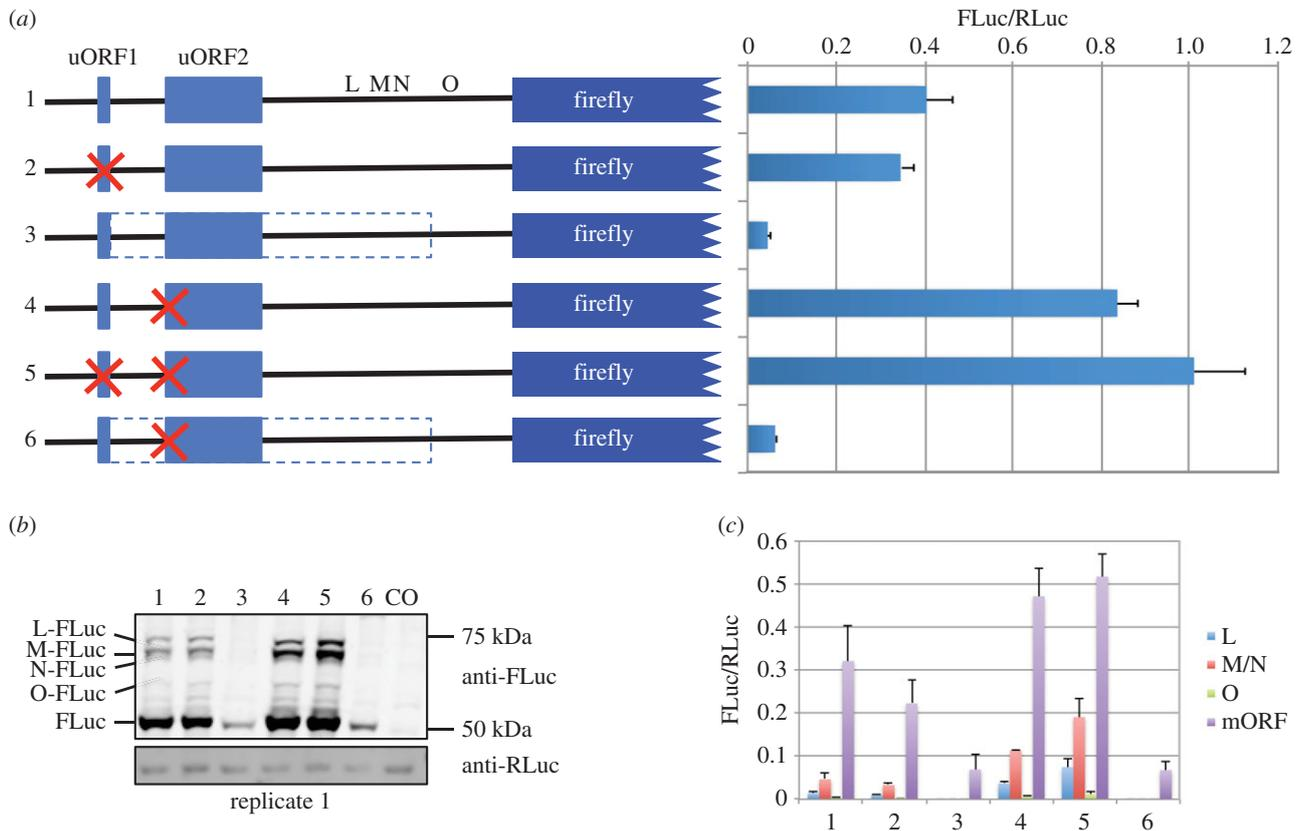 (a)
FLuc/RLuc
0 0.2 0.4 0.6 0.8 1.0 1.2
uORF1 uORF2
L MN O
1 firefly
2 firefly
3 firefly
4 firefly
5 firefly
6 firefly
(b)
1 2 3 4 5 6 CO
L-FLuc
M-FLuc
N-FLuc
O-FLuc
FLuc
75 kDa
anti-FLuc
50 kDa
anti-RLuc
replicate 1
(c)
FLuc/RLuc
0.6
0.5
0.4
0.3
0.2
0.1
0
1 2 3 4 5 6
L
M/N
O
mORF